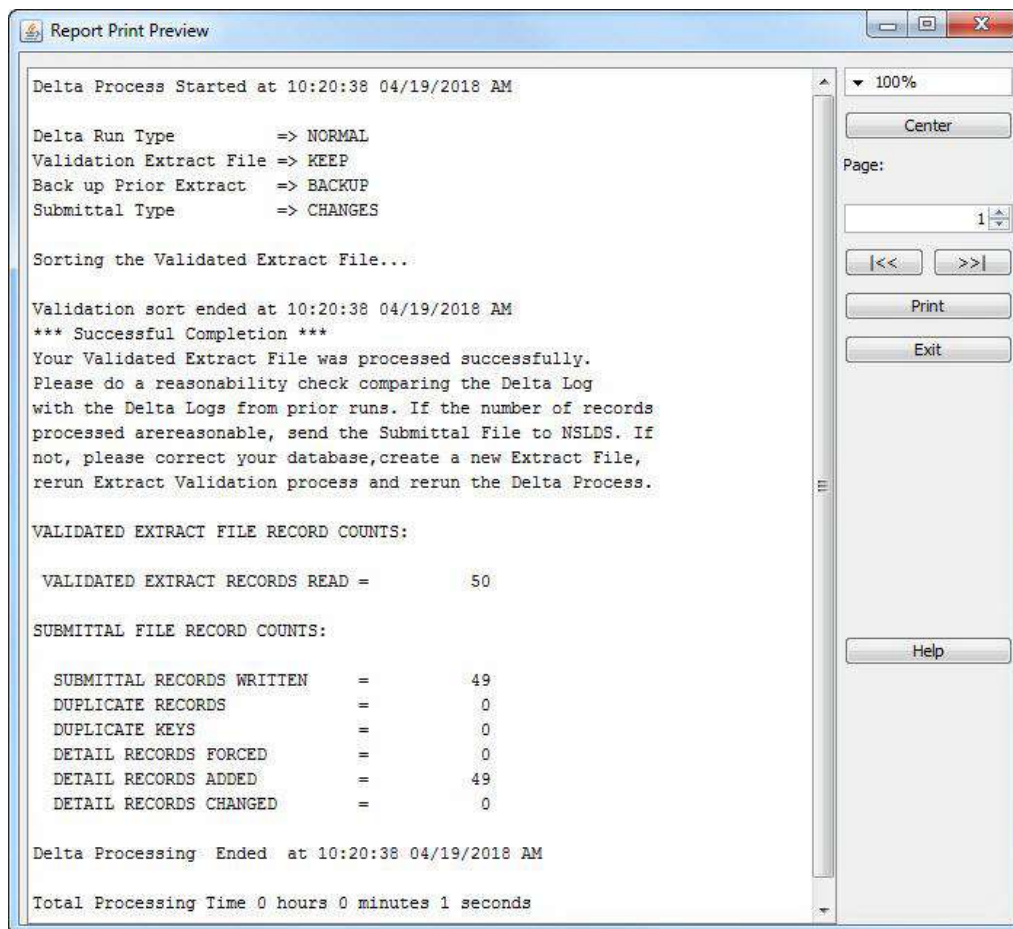 Report Print Preview
Delta Process Started at 10:20:38 04/19/2018 AM
Delta Run Type => NORMAL
Validation Extract File => KEEP
Back up Prior Extract => BACKUP
Submittal Type => CHANGES
Sorting the Validated Extract File...
Validation sort ended at 10:20:38 04/19/2018 AM
*** Successful Completion ***
Your Validated Extract File was processed successfully.
Please do a reasonability check comparing the Delta Log
with the Delta Logs from prior runs. If the number of records
processed arereasonable, send the Submittal File to NSLDS. If
not, please correct your database,create a new Extract File,
rerun Extract Validation process and rerun the Delta Process.
VALIDATED EXTRACT FILE RECORD COUNTS:
VALIDATED EXTRACT RECORDS READ = 50
SUBMITTAL FILE RECORD COUNTS:
SUBMITTAL RECORDS WRITTEN = 49
DUPLICATE RECORDS = 0
DUPLICATE KEYS = 0
DETAIL RECORDS FORCED = 0
DETAIL RECORDS ADDED = 49
DETAIL RECORDS CHANGED = 0
Delta Processing Ended at 10:20:38 04/19/2018 AM
Total Processing Time 0 hours 0 minutes 1 seconds
100%
Center
Page:
1
|<< >>|
Print
Exit
Help